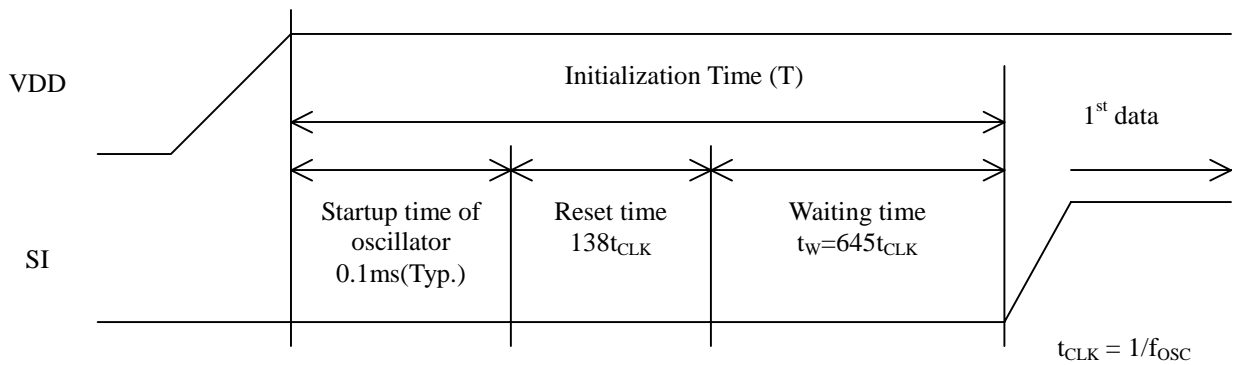 VDD
Initialization Time (T)
1st data
Startup time of
oscillator
0.1ms(Typ.)
Reset time
138tCLK
Waiting time
tW=645tCLK
SI
tCLK = 1/fOSC